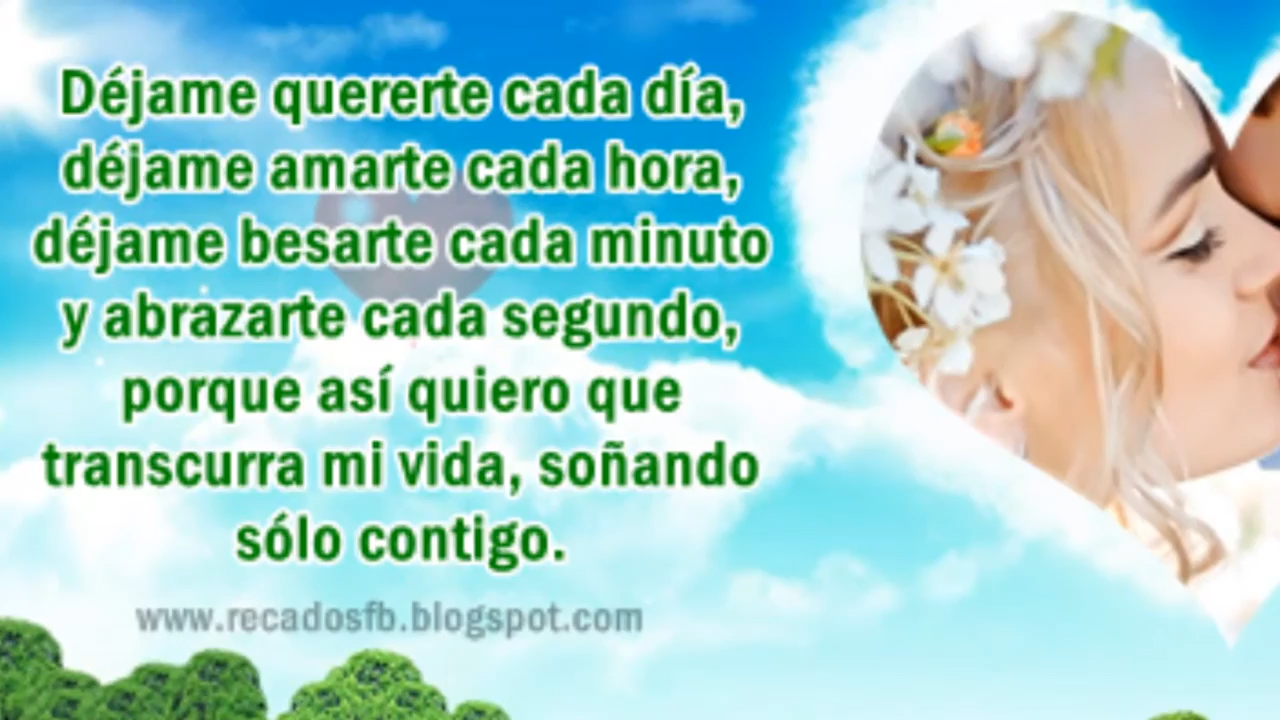 Déjame quererte cada día,
déjame amarte cada hora,
déjame besarte cada minuto
y abrazarte cada segundo,
porque así quiero que
transcurra mi vida, soñando
sólo contigo.
www.recadosfb.blogspot.com